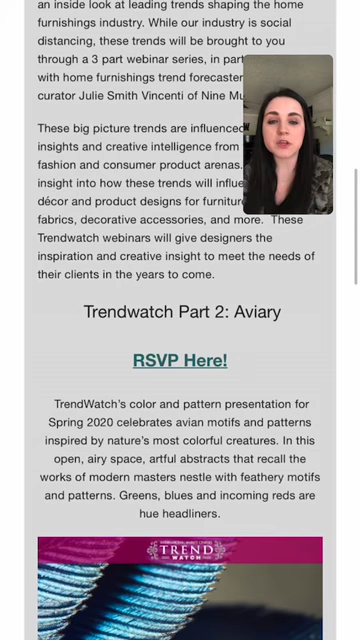 an inside look at leading trends shaping the home
furnishings industry. While our industry is social
distancing, these trends will be brought to you
through a 3 part webinar series, in part
with home furnishings trend forecaster
curator Julie Smith Vincenti of Nine Mu
These big picture trends are influenced
insights and creative intelligence from
fashion and consumer product arenas.
insight into how these trends will influe
décor and product designs for furniture
fabrics, decorative accessories, and more. These
Trendwatch webinars will give designers the
inspiration and creative insight to meet the needs of
their clients in the years to come.
Trendwatch Part 2: Aviary
RSVP Here!
TrendWatch's color and pattern presentation for
Spring 2020 celebrates avian motifs and patterns
inspired by nature's most colorful creatures. In this
open, airy space, artful abstracts that recall the
works of modern masters nestle with feathery motifs
and patterns. Greens, blues and incoming reds are
hue headliners.
TREND
WATCH